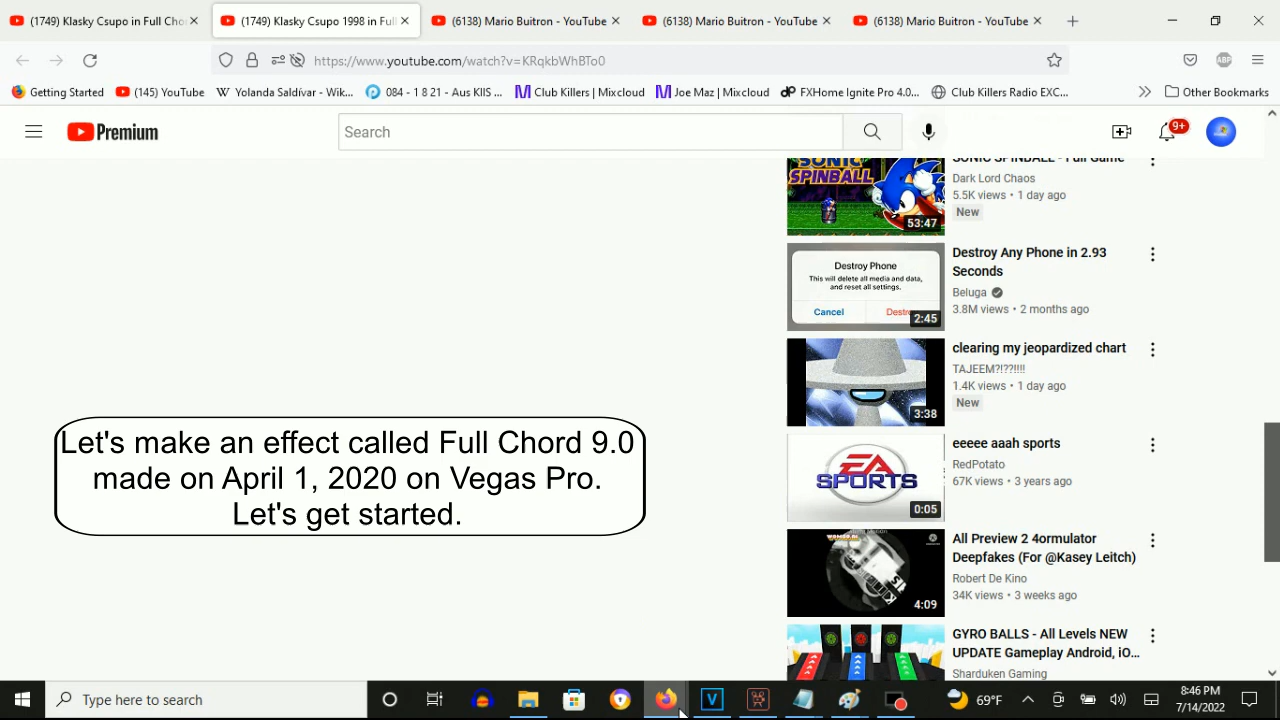 (1749) Klasky Csupo in Full Chor
(1749) Klasky Csupo 1998 in Full
(6138) Mario Buitron - YouTube
(6138) Mario Buitron - YouTube
(6138) Mario Buitron - YouTube
https://www.youtube.com/watch?v=KRqkbWhBTo0
ABP
Getting Started
(145) YouTube
Yolanda Saldívar - Wik...
084 - 1 8 21 - Aus KIIS ...
Club Killers | Mixcloud
Joe Maz | Mixcloud
FXHome Ignite Pro 4.0...
Club Killers Radio EXC...
Other Bookmarks
Premium
Search
9+
SONIC SPINBALL
53:47
SONIC SPINBALL - Full Game
Dark Lord Chaos
5.5K views • 1 day ago
New
Destroy Phone
This will delete all media and data,
and reset all settings.
Cancel
Destr
2:45
Destroy Any Phone in 2.93
Seconds
Beluga
3.8M views • 2 months ago
3:38
clearing my jeopardized chart
TAJEEM?!??!!!!
1.4K views • 1 day ago
New
Let's make an effect called Full Chord 9.0
made on April 1, 2020 on Vegas Pro.
Let's get started.
EA
SPORTS
0:05
eeeee aaah sports
RedPotato
67K views • 3 years ago
4:09
All Preview 2 4ormulator
Deepfakes (For @Kasey Leitch)
Robert De Kino
34K views • 3 weeks ago
GYRO BALLS - All Levels NEW
UPDATE Gameplay Android, iO...
Sharduken Gaming
Type here to search
69°F
8:46 PM
7/14/2022